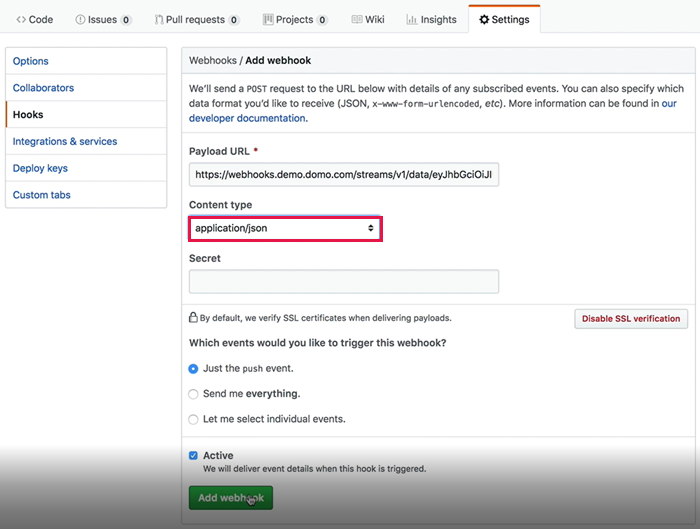 Code Issues 0 Pull requests 0 Projects 0 Wiki Insights Settings
Options
Collaborators
Hooks
Integrations & services
Deploy keys
Custom tabs
Webhooks / Add webhook
We'll send a POST request to the URL below with details of any subscribed events. You can also specify which
data format you'd like to receive (JSON, x-www-form-urlencoded, etc). More information can be found in our
developer documentation.
Payload URL *
https://webhooks.demo.domo.com/streams/v1/data/eyJhbGciOiJI
Content type
application/json
Secret
By default, we verify SSL certificates when delivering payloads.
Disable SSL verification
Which events would you like to trigger this webhook?
Just the push event.
Send me everything.
Let me select individual events.
Active
We will deliver event details when this hook is triggered.
Add webhook